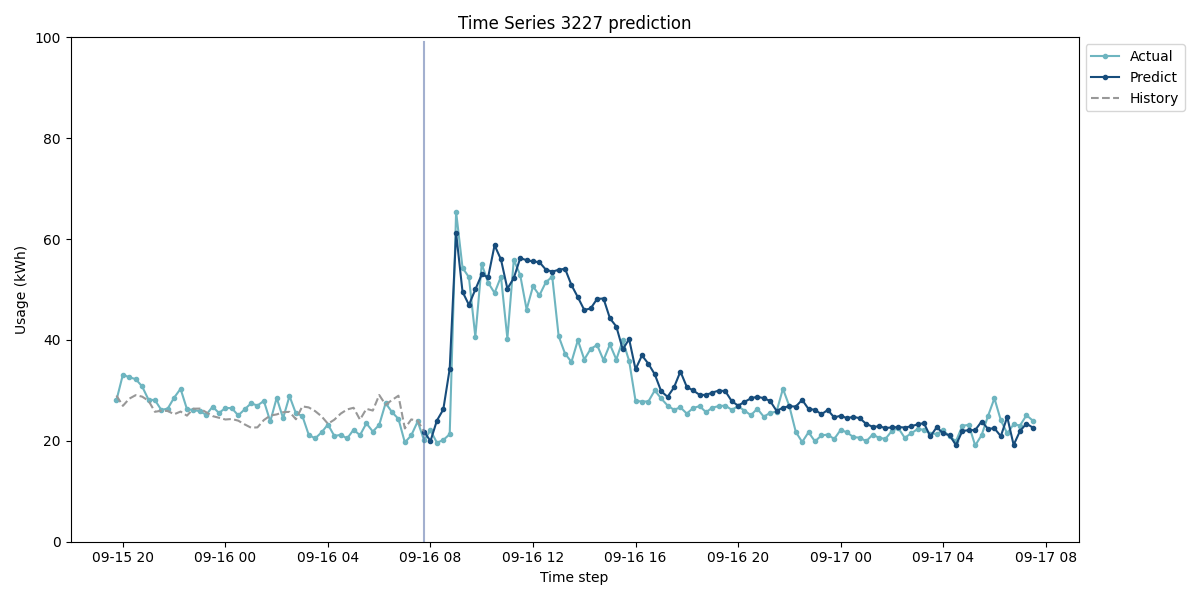 Time Series 3227 prediction
Usage (kWh)
100
80
60
40
20
0
09-15 20
09-16 00
09-16 04
09-16 08
09-16 12
09-16 16
09-16 20
09-17 00
09-17 04
09-17 08
Time step
Actual
Predict
History